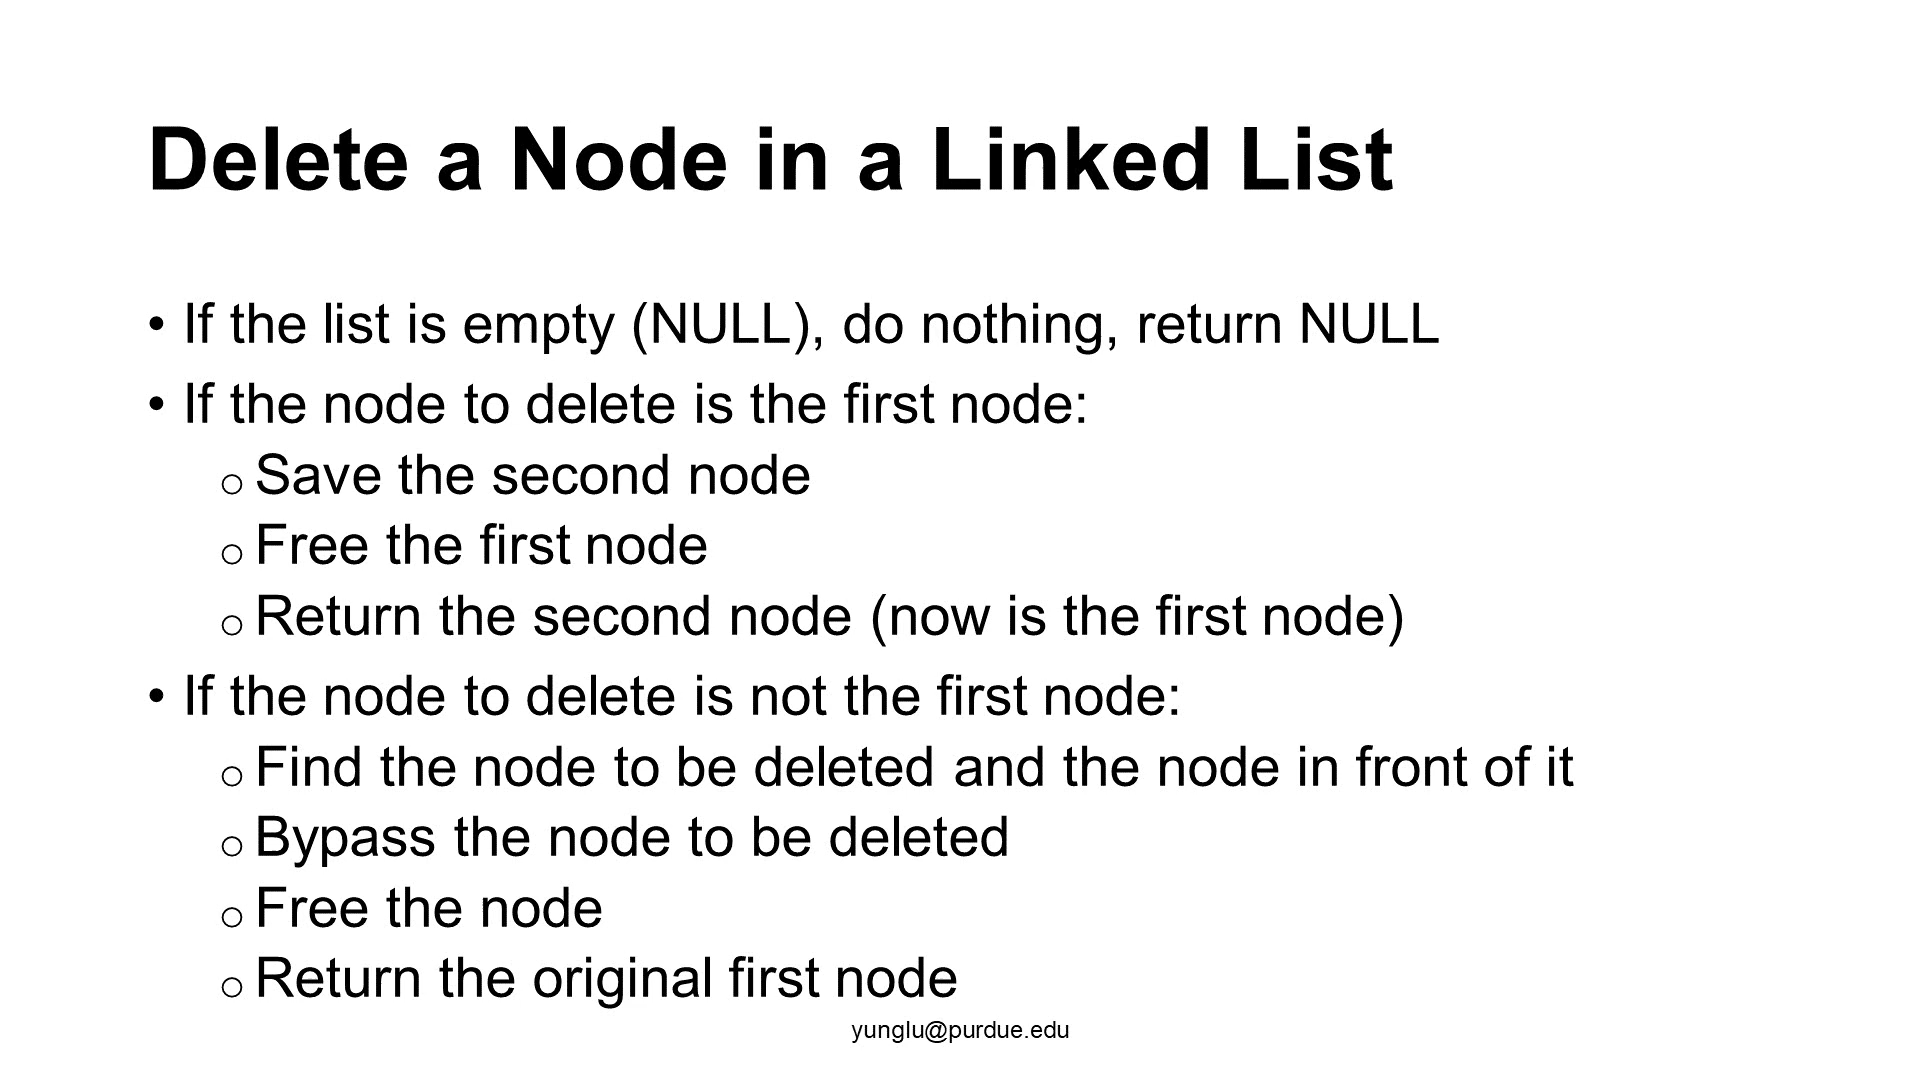 Delete a Node in a Linked List
• If the list is empty (NULL), do nothing, return NULL
• If the node to delete is the first node:
o Save the second node
o Free the first node
o Return the second node (now is the first node)
• If the node to delete is not the first node:
o Find the node to be deleted and the node in front of it
o Bypass the node to be deleted
o Free the node
o Return the original first node
yunglu@purdue.edu